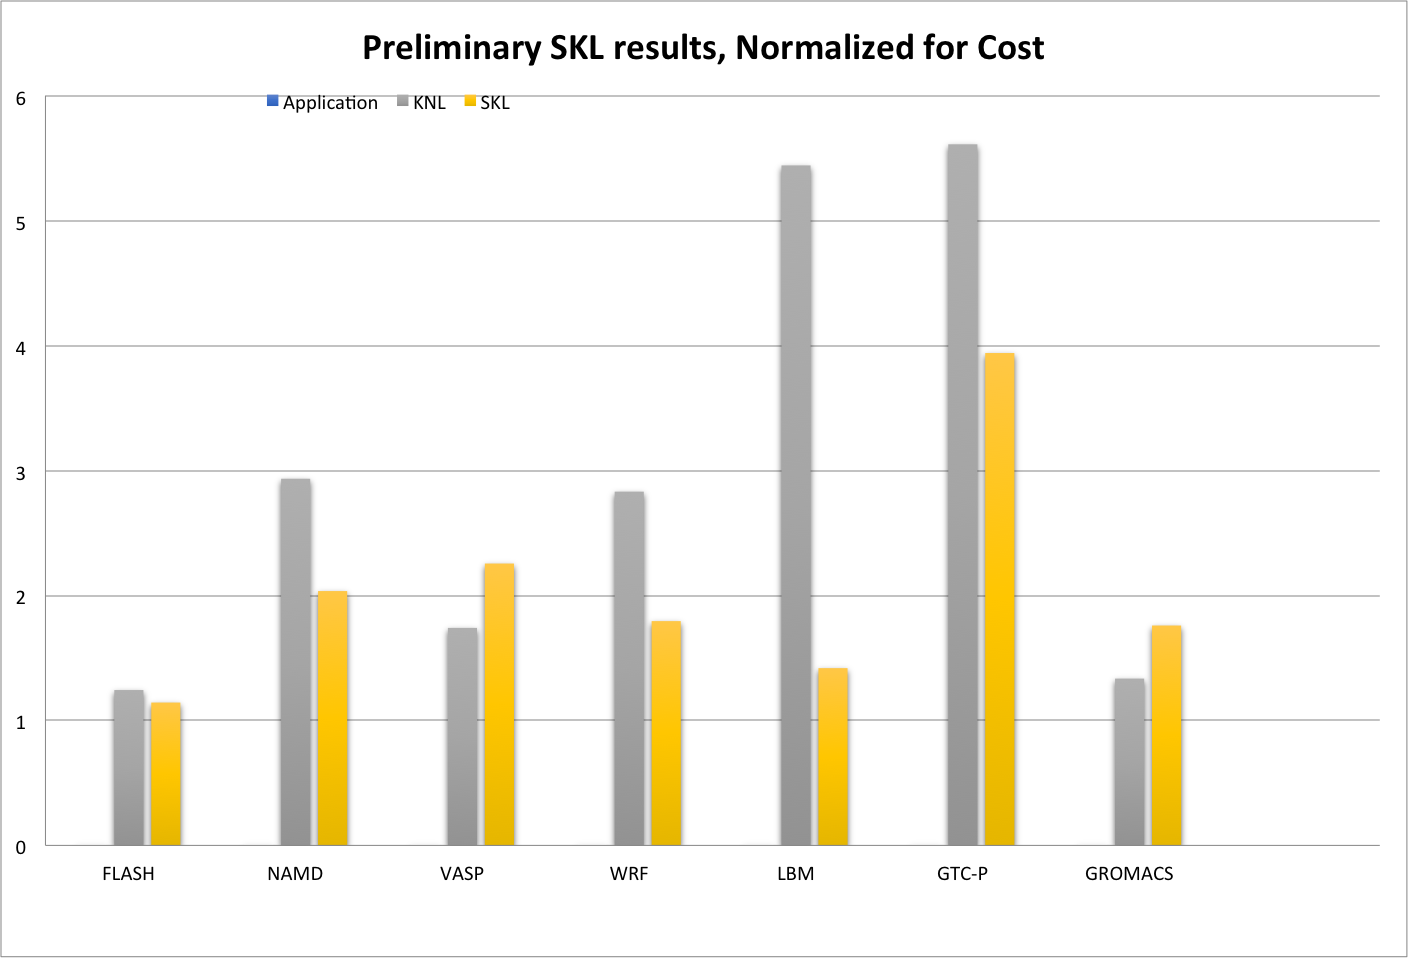 Preliminary SKL results, Normalized for Cost
Application KNL SKL
6
5
4
3
2
1
0
FLASH NAMD VASP WRF LBM GTC-P GROMACS